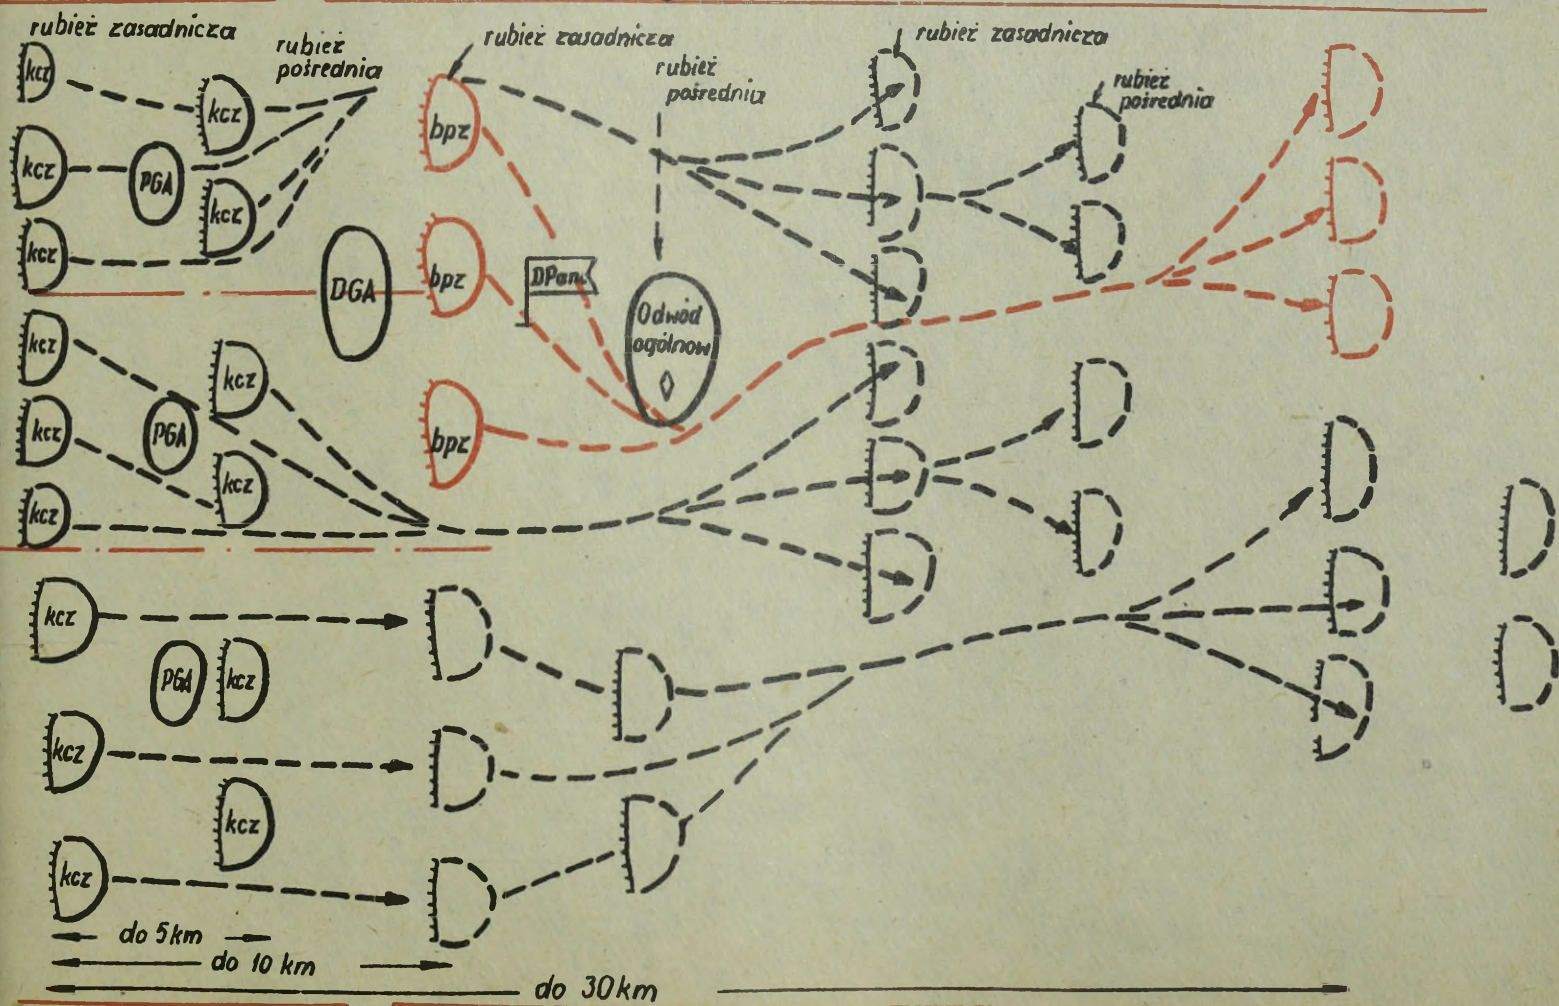 rubież zasadnicza
rubież
pośrednia
rubież zasadnicza
rubież
pośrednia
rubież zasadnicza
rubież
pośrednia
kcz
kcz
bpz
kcz
PGA
kcz
kcz
DGA
bpz
DPanc
Odwód
ogólnow
kcz
kcz
kcz
PGA
bpz
kcz
kcz
kcz
PGA
kcz
kcz
kcz
kcz
do 5km
do 10 km
do 30km